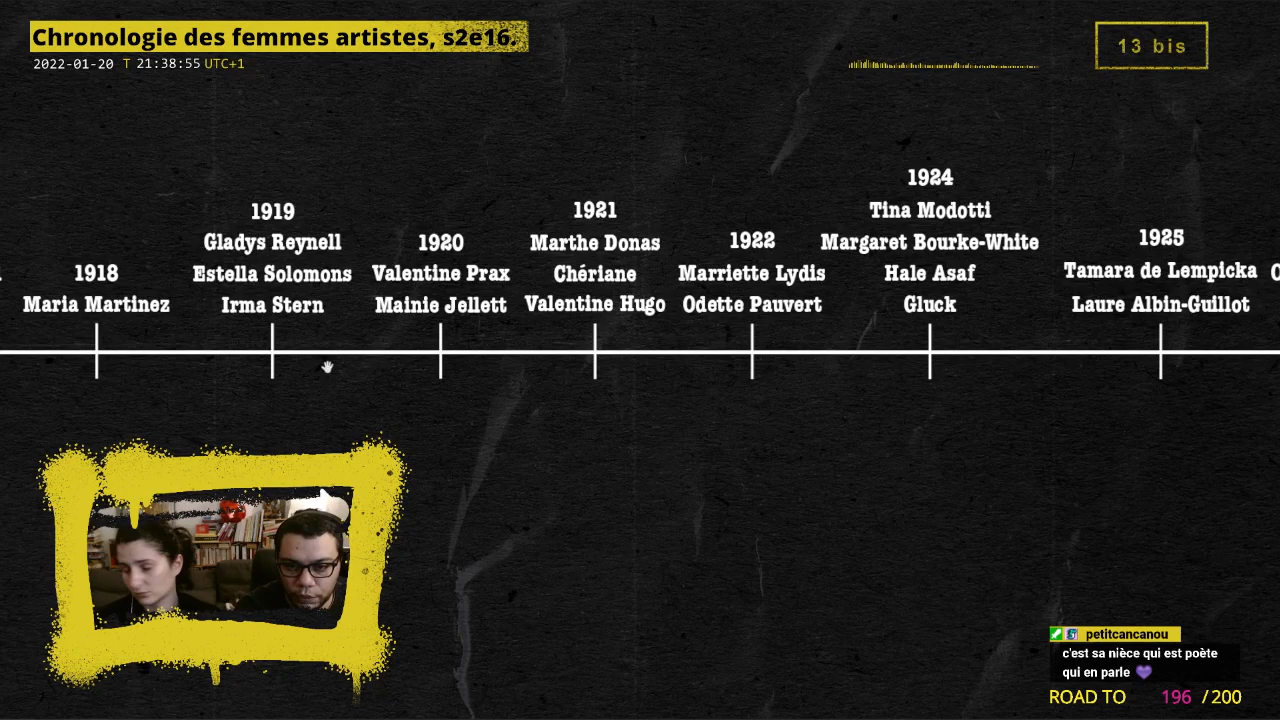 Chronologie des femmes artistes, s2e16.
2022-01-20 T 21:38:55 UTC+1
13 bis
1918
Maria Martinez
1919
Gladys Reynell
Estella Solomons
Irma Stern
1920
Valentine Prax
Mainie Jellett
1921
Marthe Donas
Chériane
Valentine Hugo
1922
Marriette Lydis
Odette Pauvert
1924
Tina Modotti
Margaret Bourke-White
Hale Asaf
Gluck
1925
Tamara de Lempicka
Laure Albin-Guillot
petitcancanou
c'est sa nièce qui est poète
qui en parle 💜
ROAD TO 196 /200